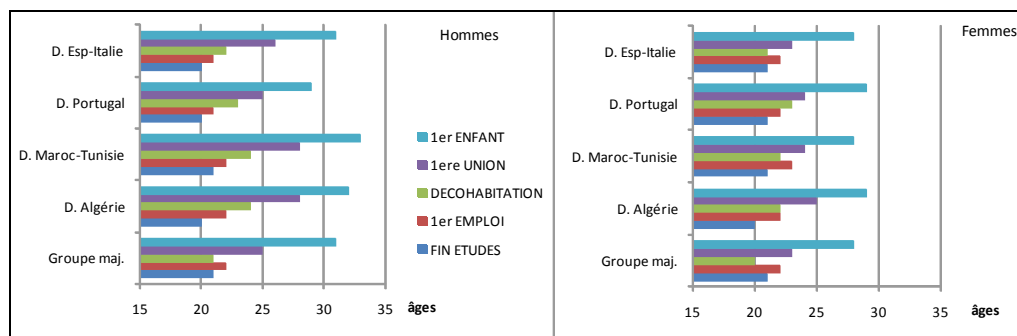 Hommes
D. Esp-Italie
D. Portugal
D. Maroc-Tunisie
D. Algérie
Groupe maj.
15 20 25 30 35 âges
1er ENFANT
1ere UNION
DECOHABITATION
1er EMPLOI
FIN ETUDES
Femmes
D. Esp-Italie
D. Portugal
D. Maroc-Tunisie
D. Algérie
Groupe maj.
15 20 25 30 35
âges